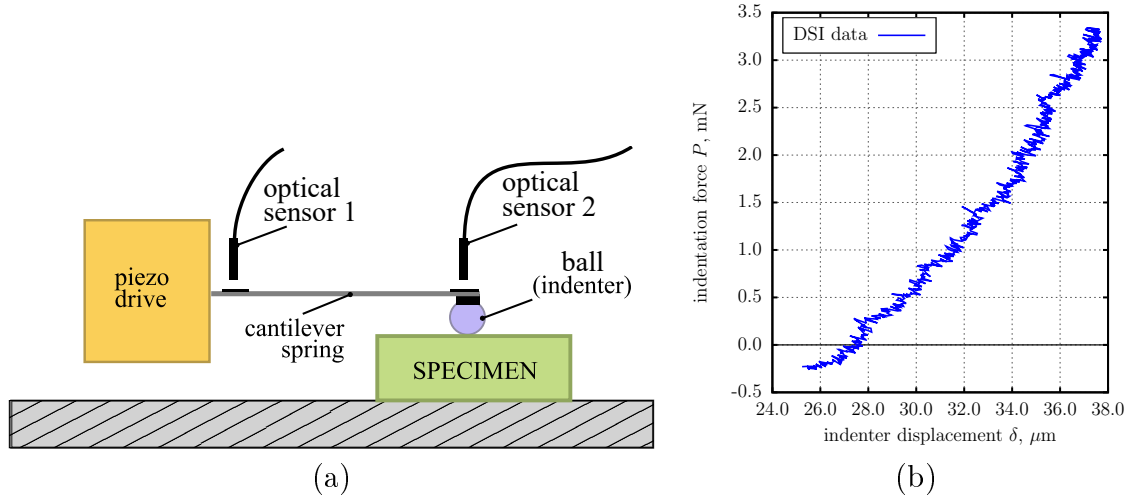 optical
sensor 1
optical
sensor 2
piezo
drive
ball
(indenter)
cantilever
spring
SPECIMEN
(a)
3.5
3.0
2.5
2.0
1.5
1.0
0.5
0.0
-0.5
indentation force P, mN
DSI data
24.0 26.0 28.0 30.0 32.0 34.0 36.0 38.0
indenter displacement δ, μm
(b)